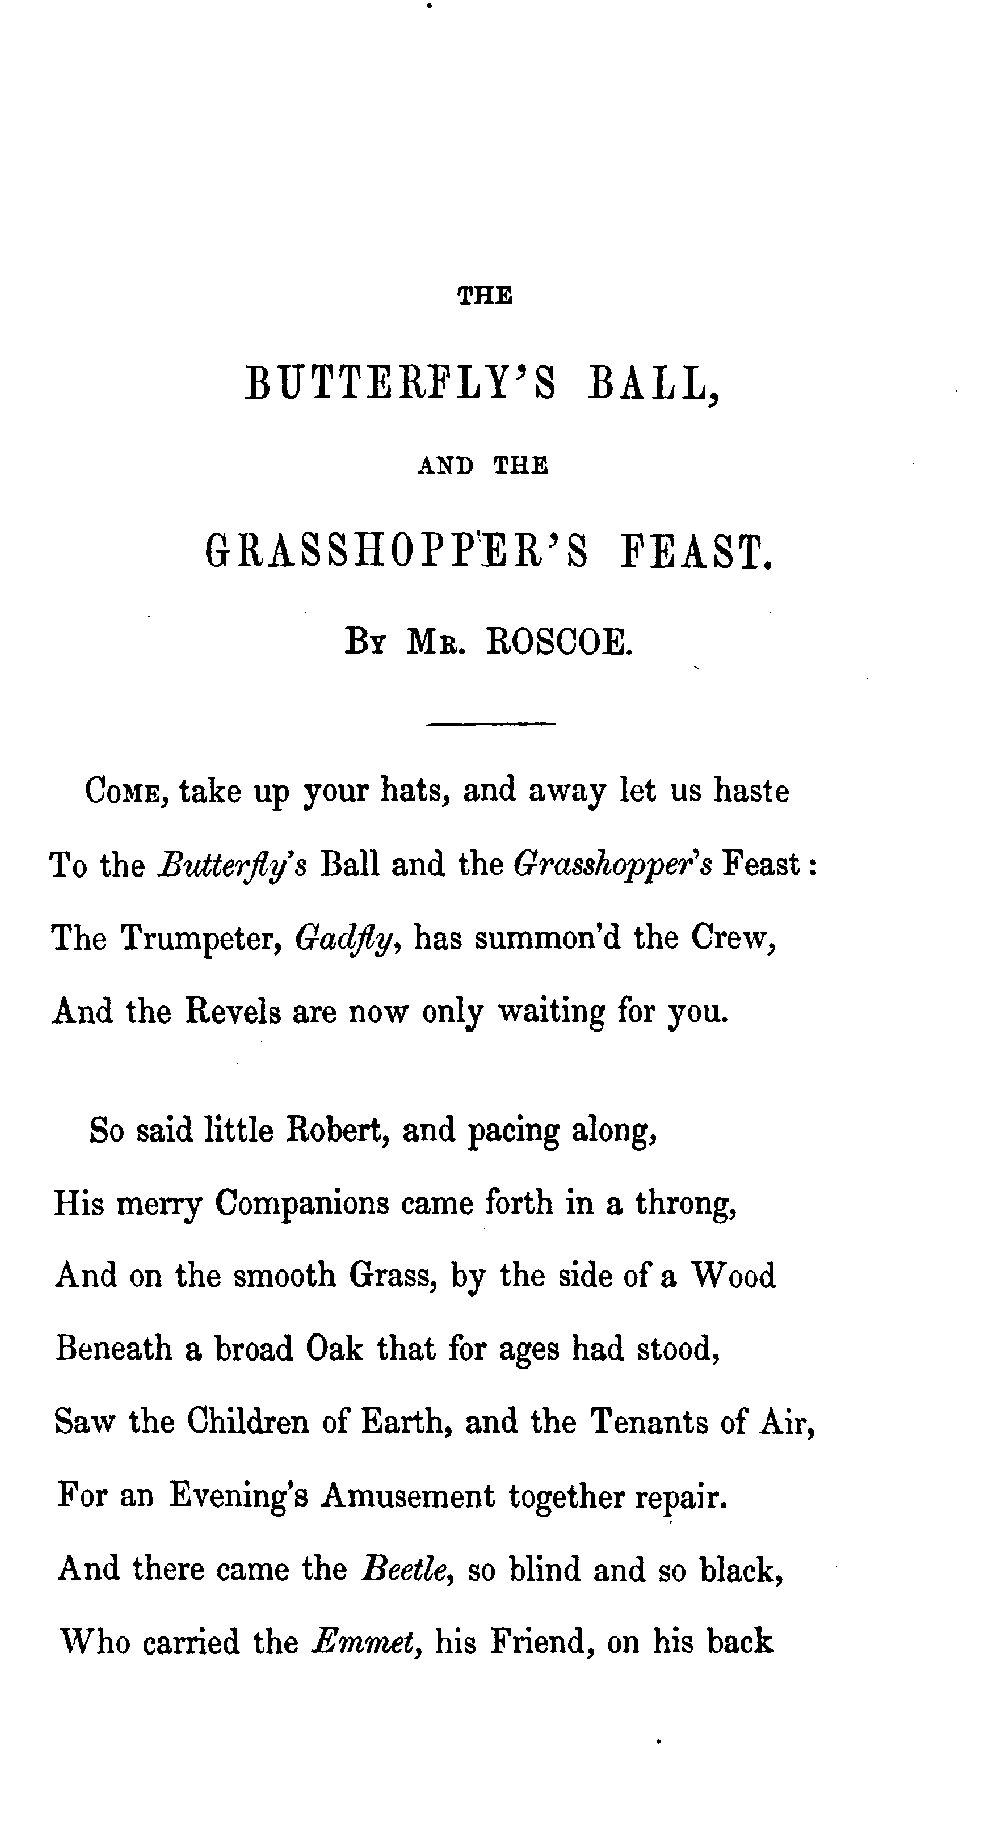 THE
BUTTERFLY'S BALL,
AND THE
GRASSHOPPER'S FEAST.
By Mr. ROSCOE.
Come, take up your hats, and away let us haste
To the Butterfly's Ball and the Grasshopper's Feast:
The Trumpeter, Gadfly, has summon'd the Crew,
And the Revels are now only waiting for you.
So said little Robert, and pacing along,
His merry Companions came forth in a throng,
And on the smooth Grass, by the side of a Wood
Beneath a broad Oak that for ages had stood,
Saw the Children of Earth, and the Tenants of Air,
For an Evening's Amusement together repair.
And there came the Beetle, so blind and so black,
Who carried the Emmet, his Friend, on his back